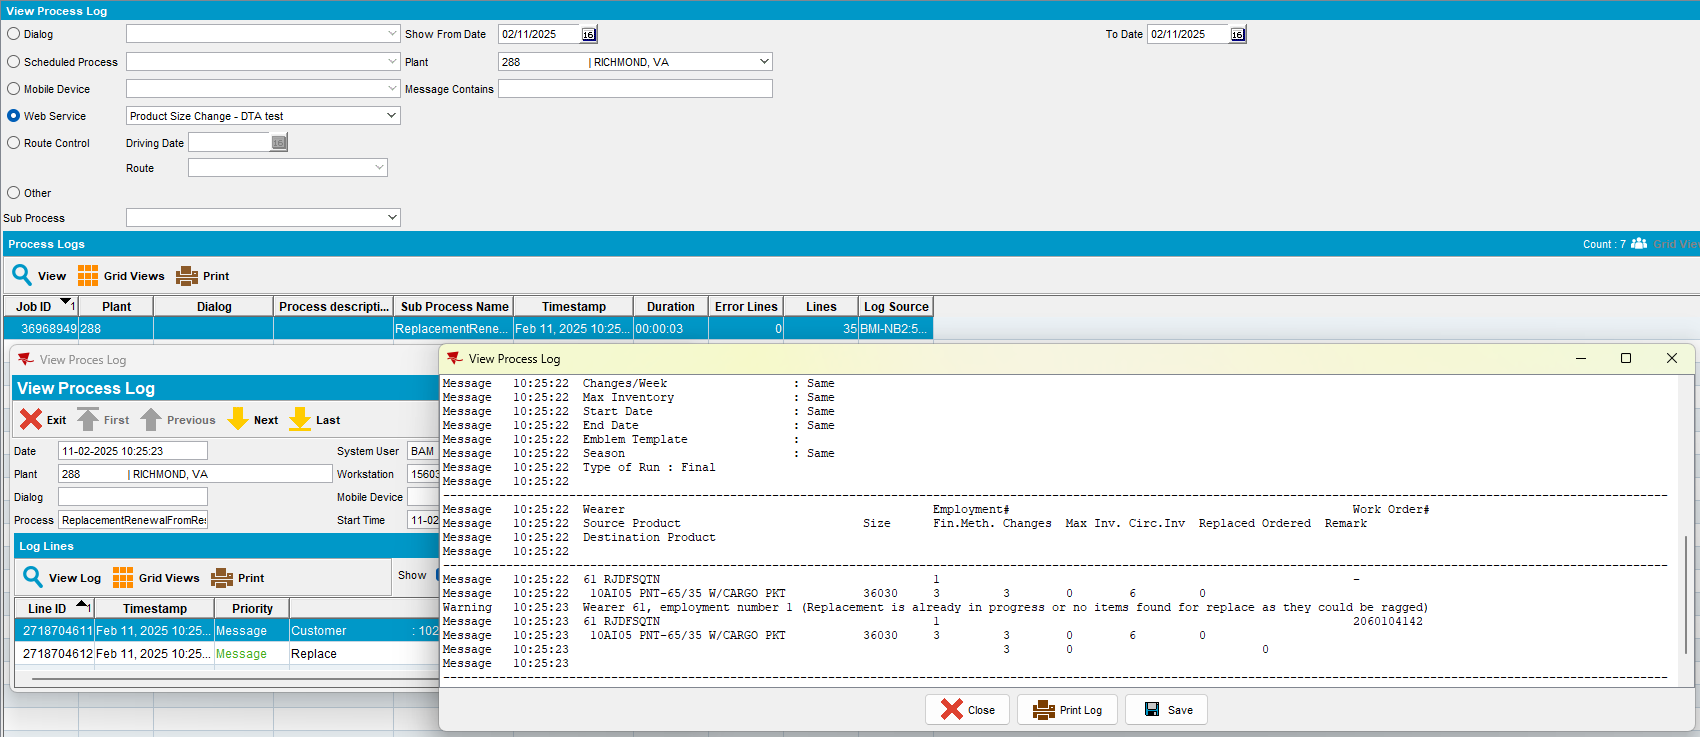 View Process Log
Dialog Show From Date 02/11/2025 16 To Date 02/11/2025 16
Scheduled Process Plant 288 | RICHMOND, VA
Mobile Device Message Contains
Web Service Product Size Change - DTA test
Route Control Driving Date 16
Route
Other
Sub Process
Process Logs Count : 7 Grid Vie
View Grid Views Print
Job ID 1 Plant Dialog Process descripti... Sub Process Name Timestamp Duration Error Lines Lines Log Source
36968949 288 ReplacementRene... Feb 11, 2025 10:25... 00:00:03 0 35 BMI-NB2:5...
View Proces Log
View Process Log
Exit First Previous Next Last
Date 11-02-2025 10:25:23 System User BAM
Plant 288 | RICHMOND, VA Workstation 15603
Dialog Mobile Device
Process ReplacementRenewalFromRe Start Time 11-02
Log Lines
View Log Grid Views Print Show
Line ID 1 Timestamp Priority
2718704611 Feb 11, 2025 10:25... Message Customer : 102
2718704612 Feb 11, 2025 10:25... Message Replace
View Process Log
Message 10:25:22 Changes/Week : Same
Message 10:25:22 Max Inventory : Same
Message 10:25:22 Start Date : Same
Message 10:25:22 End Date : Same
Message 10:25:22 Emblem Template :
Message 10:25:22 Season : Same
Message 10:25:22 Type of Run : Final
Message 10:25:22
Message 10:25:22 Wearer Employment# Work Order#
Message 10:25:22 Source Product Size Fin.Meth. Changes Max Inv. Circ.Inv Replaced Ordered Remark
Message 10:25:22 Destination Product
Message 10:25:22
Message 10:25:22 61 RJDFSQTN 1 -
Message 10:25:22 10AI05 PNT-65/35 W/CARGO PKT 36030 3 3 0 6 0
Warning 10:25:23 Wearer 61, employment number 1 (Replacement is already in progress or no items found for replace as they could be ragged)
Message 10:25:23 61 RJDFSQTN 1 2060104142
Message 10:25:23 10AI05 PNT-65/35 W/CARGO PKT 36030 3 3 0 6 0
Message 10:25:23 3 0 0
Message 10:25:23
Close Print Log Save